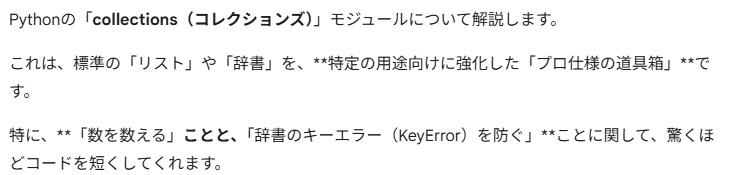 Pythonの「collections（コレクションズ）」モジュールについて解説します。
これは、標準の「リスト」や「辞書」を、**特定の用途向けに強化した「プロ仕様の道具箱」**で
す。
特に、**「数を数える」ことと、「辞書のキーエラー（KeyError）を防ぐ」**ことに関して、驚くほ
どコードを短くしてくれます。